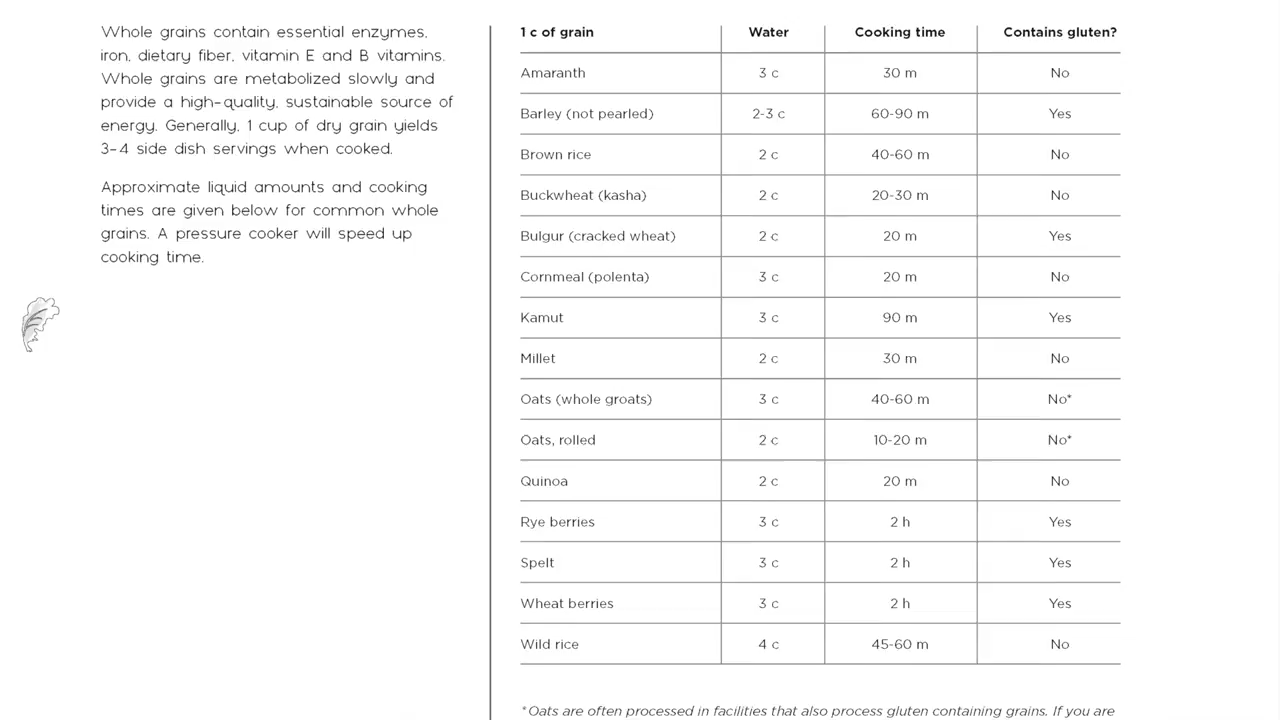 Whole grains contain essential enzymes,
iron, dietary fiber, vitamin E and B vitamins.
Whole grains are metabolized slowly and
provide a high-quality, sustainable source of
energy. Generally, 1 cup of dry grain yields
3-4 side dish servings when cooked.
Approximate liquid amounts and cooking
times are given below for common whole
grains. A pressure cooker will speed up
cooking time.
1 c of grain Water Cooking time Contains gluten?
Amaranth 3 c 30 m No
Barley (not pearled) 2-3 c 60-90 m Yes
Brown rice 2 c 40-60 m No
Buckwheat (kasha) 2 c 20-30 m No
Bulgur (cracked wheat) 2 c 20 m Yes
Cornmeal (polenta) 3 c 20 m No
Kamut 3 c 90 m Yes
Millet 2 c 30 m No
Oats (whole groats) 3 c 40-60 m No*
Oats, rolled 2 c 10-20 m No*
Quinoa 2 c 20 m No
Rye berries 3 c 2 h Yes
Spelt 3 c 2 h Yes
Wheat berries 3 c 2 h Yes
Wild rice 4 c 45-60 m No
*Oats are often processed in facilities that also process gluten containing grains. If you are